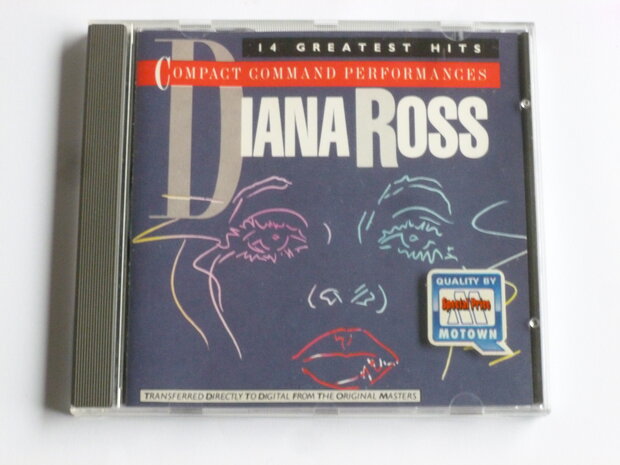 14 GREATEST HITS
COMPACT COMMAND PERFORMANCES
DIANA ROSS
QUALITY BY
Special Prize
MOTOWN
TRANSFERRED DIRECTLY TO DIGITAL FROM THE ORIGINAL MASTERS